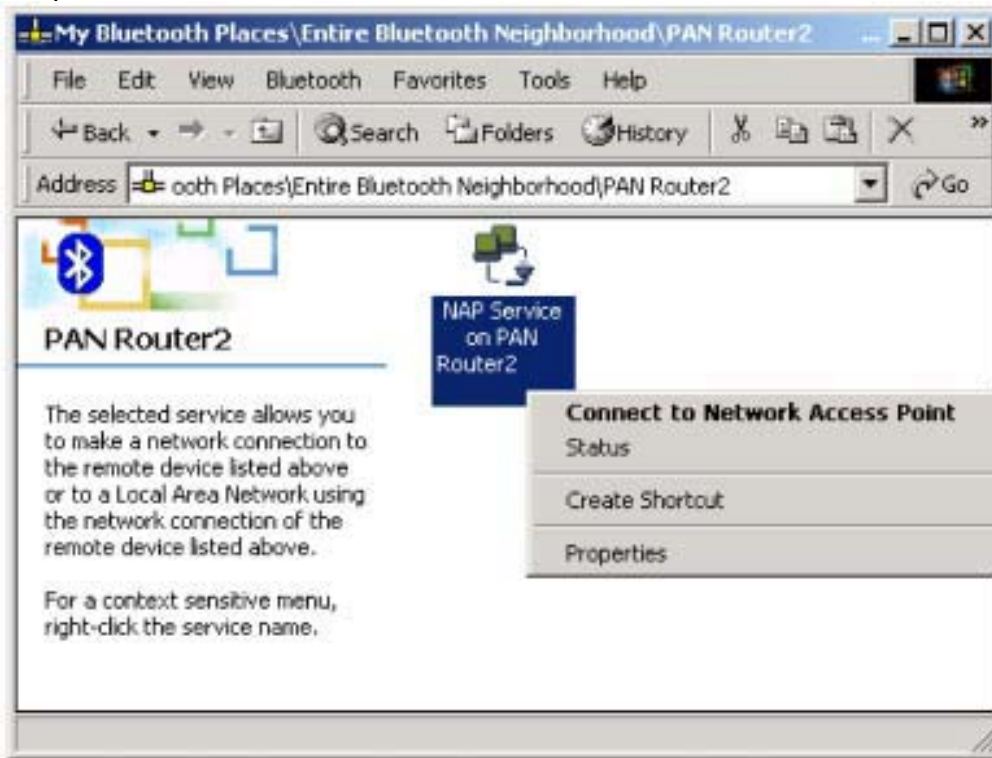 My Bluetooth Places\Entire Bluetooth Neighborhood\PAN Router2 ...
File Edit View Bluetooth Favorites Tools Help
Back Search Folders History »
Address ooth Places\Entire Bluetooth Neighborhood\PAN Router2 Go
NAP Service
on PAN
Router2
PAN Router2
The selected service allows you
to make a network connection to
the remote device listed above
or to a Local Area Network using
the network connection of the
remote device listed above.
For a context sensitive menu,
right-click the service name.
Connect to Network Access Point
Status
Create Shortcut
Properties